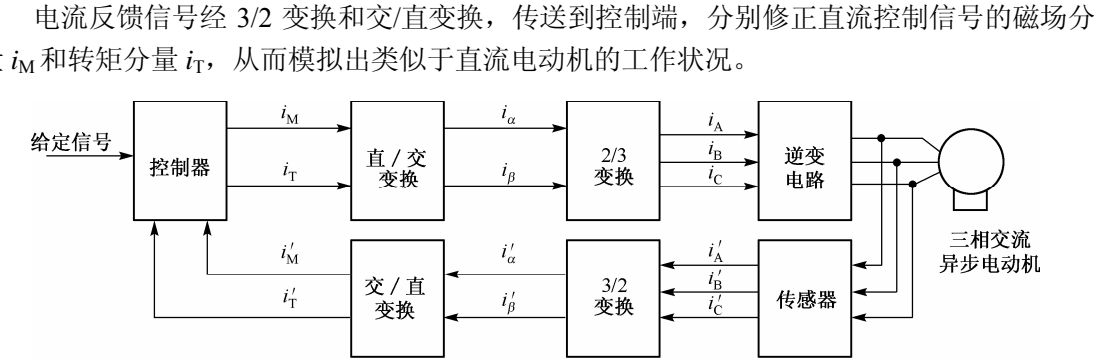 电流反馈信号经 3/2 变换和交/直变换，传送到控制端，分别修正直流控制信号的磁场分
iM 和转矩分量 iT，从而模拟出类似于直流电动机的工作状况。
给定信号
控制器
iM
iT
直/交
变换
iα
iβ
2/3
变换
iA
iB
iC
逆变
电路
三相交流
异步电动机
i′M
i′T
交/直
变换
i′α
i′β
3/2
变换
i′A
i′B
i′C
传感器